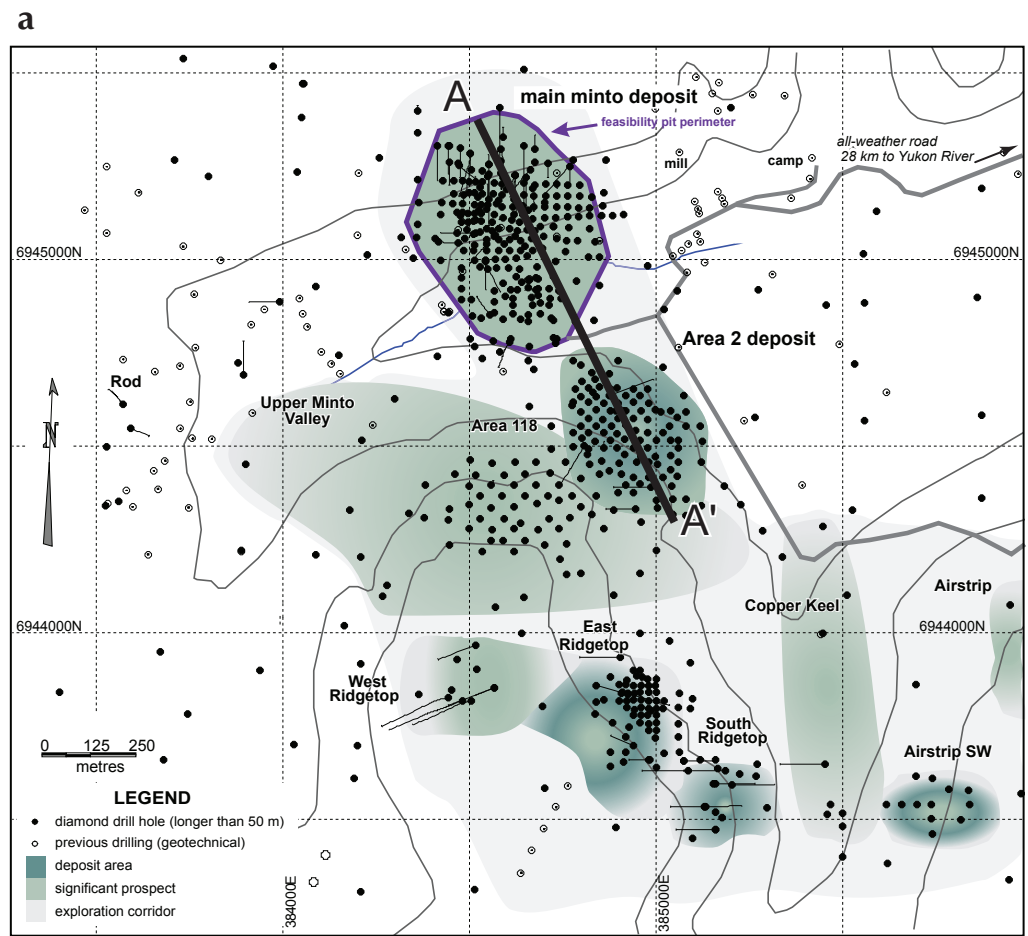 a
A
main minto deposit
feasibility pit perimeter
mill
camp
all-weather road
28 km to Yukon River
6945000N
6945000N
Area 2 deposit
Rod
Upper Minto
Valley
Area 118
N
A'
Copper Keel
Airstrip
6944000N
6944000N
East
Ridgetop
West
Ridgetop
South
Ridgetop
Airstrip SW
0 125 250
metres
LEGEND
diamond drill hole (longer than 50 m)
previous drilling (geotechnical)
deposit area
significant prospect
exploration corridor
384000E
385000E